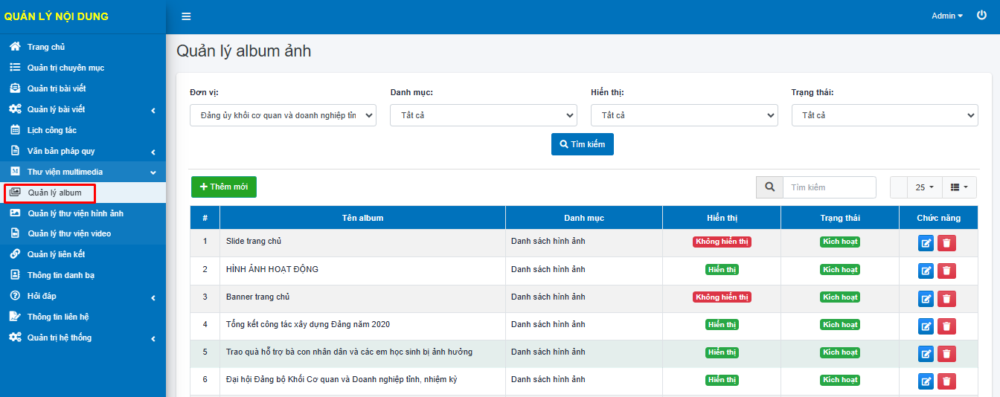 QUẢN LÝ NỘI DUNG
Admin
Trang chủ
Quản trị chuyên mục
Quản trị bài viết
Quản lý bài viết
Lịch công tác
Văn bản pháp quy
Thư viện multimedia
Quản lý album
Quản lý thư viện hình ảnh
Quản lý thư viện video
Quản lý liên kết
Thông tin danh bạ
Hỏi đáp
Thông tin liên hệ
Quản trị hệ thống
Quản lý album ảnh
Đơn vị: Danh mục: Hiển thị: Trạng thái:
Đảng ủy khối cơ quan và doanh nghiệp tỉn Tất cả Tất cả Tất cả
Tìm kiếm
Thêm mới Tìm kiếm 25
# Tên album Danh mục Hiển thị Trạng thái Chức năng
1 Slide trang chủ Danh sách hình ảnh Không hiển thị Kích hoạt
2 HÌNH ẢNH HOẠT ĐỘNG Danh sách hình ảnh Hiển thị Kích hoạt
3 Banner trang chủ Danh sách hình ảnh Không hiển thị Kích hoạt
4 Tổng kết công tác xây dựng Đảng năm 2020 Danh sách hình ảnh Hiển thị Kích hoạt
5 Trao quà hỗ trợ bà con nhân dân và các em học sinh bị ảnh hưởng Danh sách hình ảnh Hiển thị Kích hoạt
6 Đại hội Đảng bộ Khối Cơ quan và Doanh nghiệp tỉnh, nhiệm kỳ Danh sách hình ảnh Hiển thị Kích hoạt